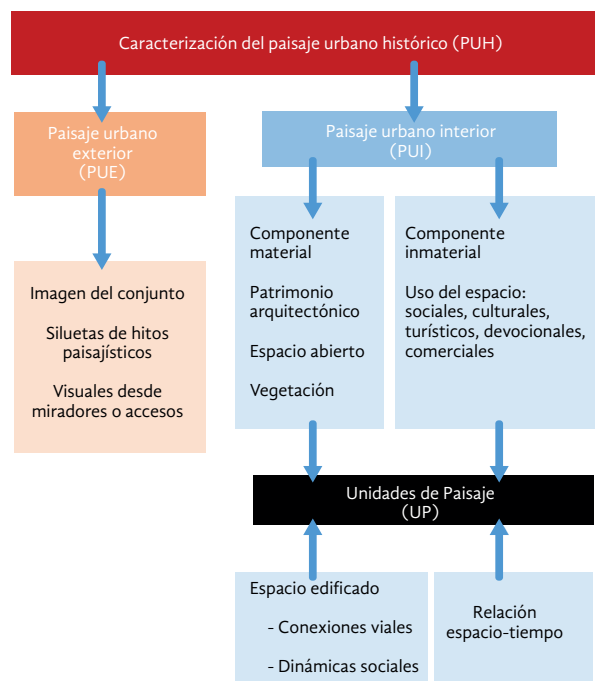 Caracterización del paisaje urbano histórico (PUH)
Paisaje urbano
exterior
(PUE)
Paisaje urbano interior
(PUI)
Imagen del conjunto
Siluetas de hitos
paisajísticos
Visuales desde
miradores o accesos
Componente
material
Patrimonio
arquitectónico
Espacio abierto
Vegetación
Componente
inmaterial
Uso del espacio:
sociales, culturales,
turísticos, devocionales,
comerciales
Unidades de Paisaje
(UP)
Espacio edificado
- Conexiones viales
- Dinámicas sociales
Relación
espacio-tiempo